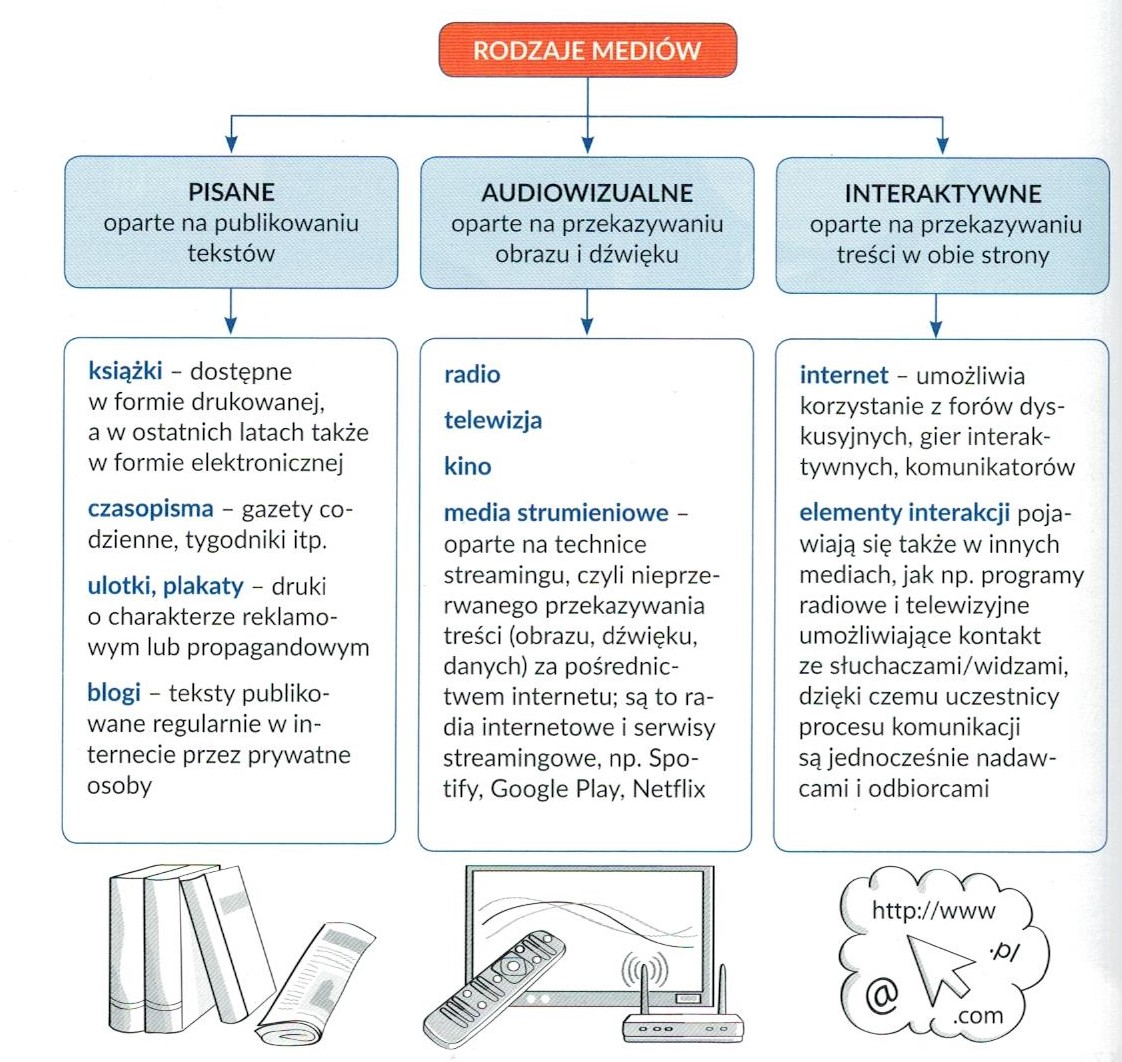 RODZAJE MEDIÓW
PISANE
oparte na publikowaniu
tekstów
AUDIOWIZUALNE
oparte na przekazywaniu
obrazu i dźwięku
INTERAKTYWNE
oparte na przekazywaniu
treści w obie strony
książki – dostępne
w formie drukowanej,
a w ostatnich latach także
w formie elektronicznej
czasopisma – gazety co-
dzienne, tygodniki itp.
ulotki, plakaty – druki
o charakterze reklamo-
wym lub propagandowym
blogi – teksty publiko-
wane regularnie w in-
ternecie przez prywatne
osoby
radio
telewizja
kino
media strumieniowe –
oparte na technice
streamingu, czyli nieprze-
rwanego przekazywania
treści (obrazu, dźwięku,
danych) za pośrednic-
twem internetu; są to ra-
dia internetowe i serwisy
streamingowe, np. Spo-
tify, Google Play, Netflix
internet – umożliwia
korzystanie z forów dys-
kusyjnych, gier interak-
tywnych, komunikatorów
elementy interakcji poja-
wiają się także w innych
mediach, jak np. programy
radiowe i telewizyjne
umożliwiające kontakt
ze słuchaczami/widzami,
dzięki czemu uczestnicy
procesu komunikacji
są jednocześnie nadaw-
cami i odbiorcami
http://www
.pl
@
.com